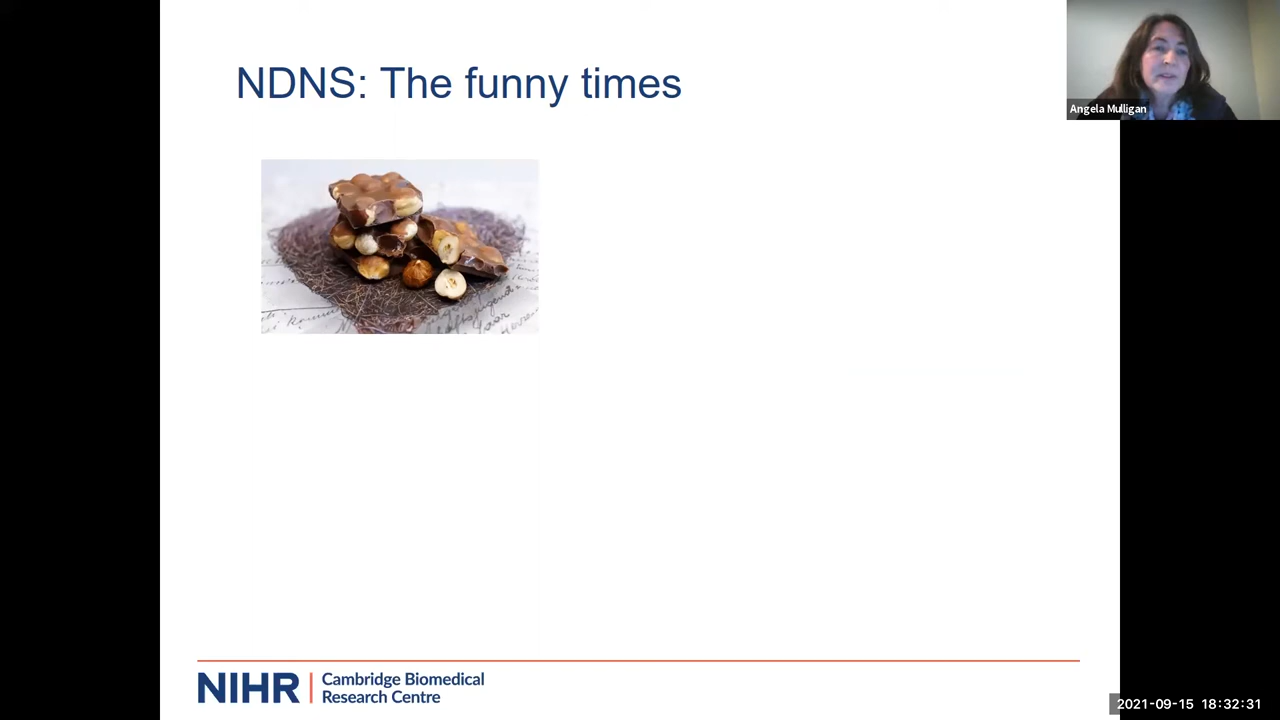 NDNS: The funny times
Angela Mulligan
NIHR
Cambridge Biomedical
Research Centre
2021-09-15 18:32:31